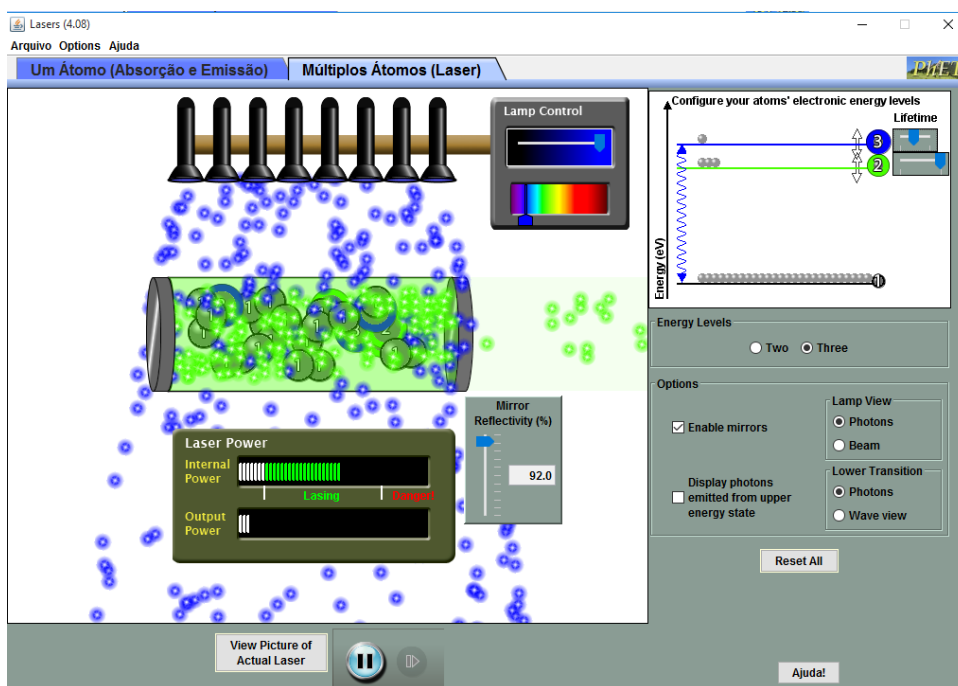 Lasers (4.08)
Arquivo Options Ajuda
Um Átomo (Absorção e Emissão) Múltiplos Átomos (Laser)
PhET
Lamp Control
Configure your atoms' electronic energy levels
Lifetime
3
2
1
Energy (eV)
Energy Levels
Two Three
Options
Enable mirrors
Display photons
emitted from upper
energy state
Lamp View
Photons
Beam
Lower Transition
Photons
Wave view
Reset All
Mirror
Reflectivity (%)
92.0
Laser Power
Internal
Power
Lasing Danger!
Output
Power
View Picture of
Actual Laser
Ajuda!